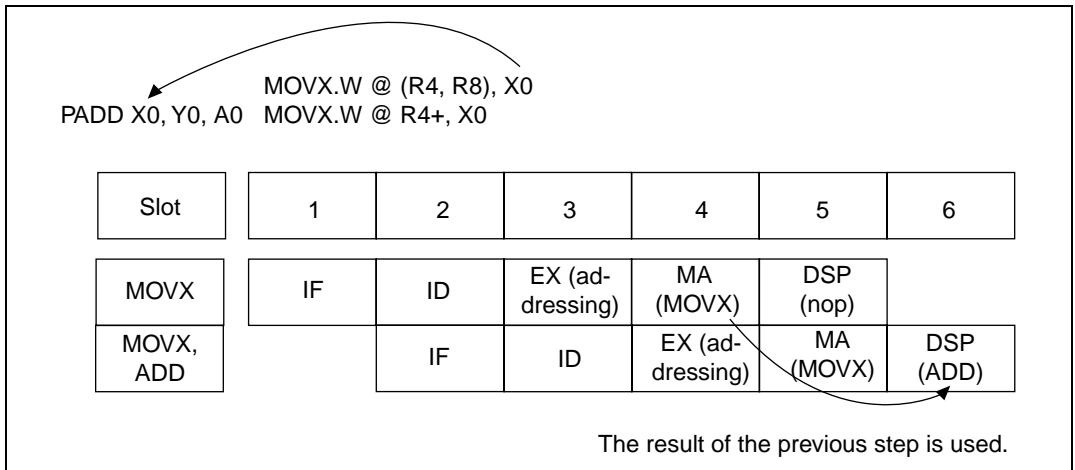 MOVX.W @ (R4, R8), X0
PADD X0, Y0, A0 MOVX.W @ R4+, X0
Slot 1 2 3 4 5 6
MOVX IF ID EX (ad-
dressing) MA
(MOVX) DSP
(nop)
MOVX,
ADD IF ID EX (ad-
dressing) MA
(MOVX) DSP
(ADD)
The result of the previous step is used.